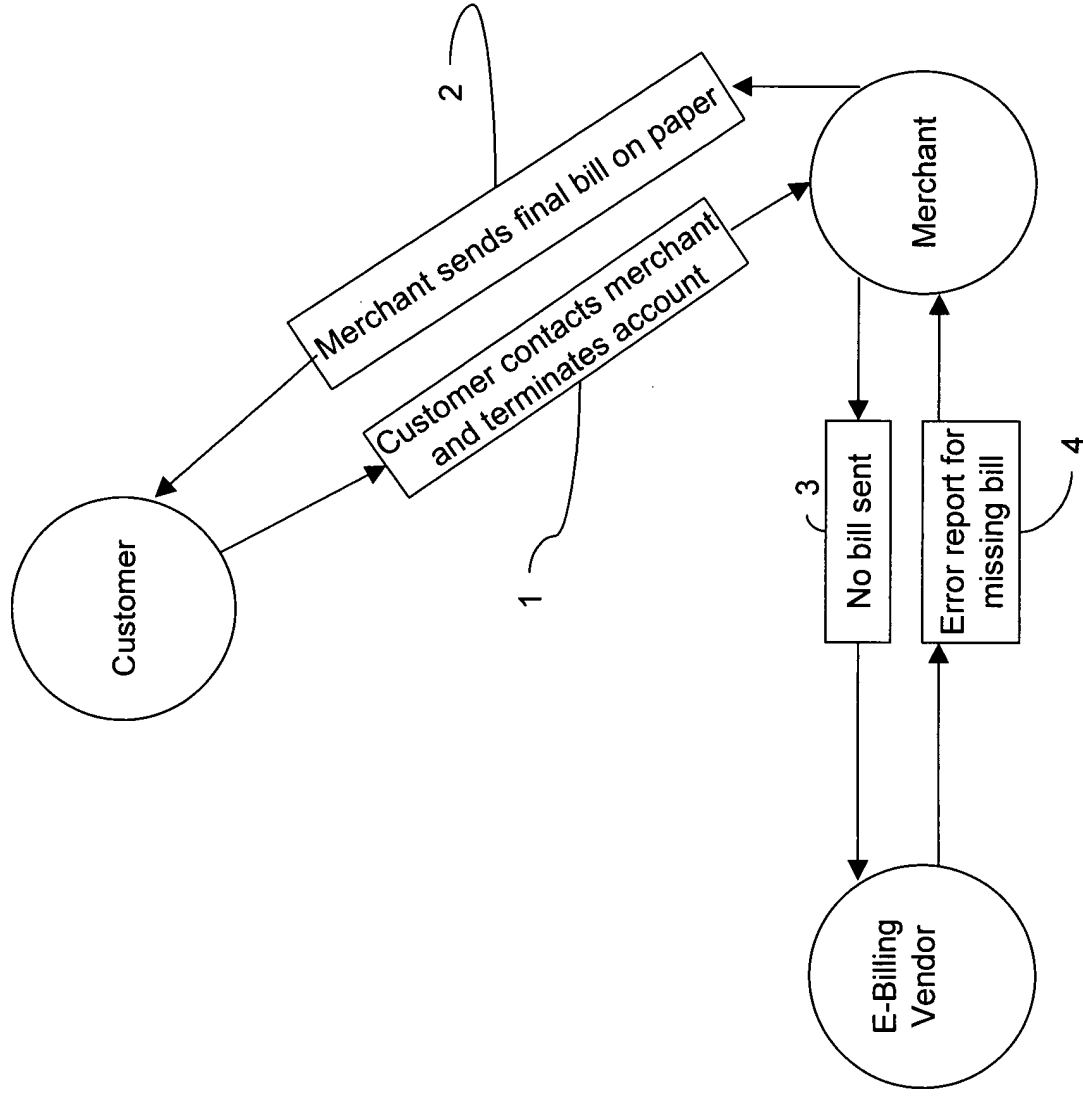 Customer
2
Merchant sends final bill on paper
Customer contacts merchant
and terminates account
1
Merchant
3
No bill sent
Error report for
missing bill
4
E-Billing
Vendor